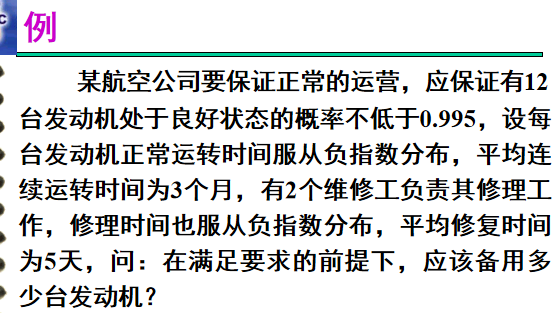 C
例
某航空公司要保证正常的运营，应保证有12
台发动机处于良好状态的概率不低于0.995，设每
台发动机正常运转时间服从负指数分布，平均连
续运转时间为3个月，有2个维修工负责其修理工
作，修理时间也服从负指数分布，平均修复时间
为5天，问：在满足要求的前提下，应该备用多
少台发动机？